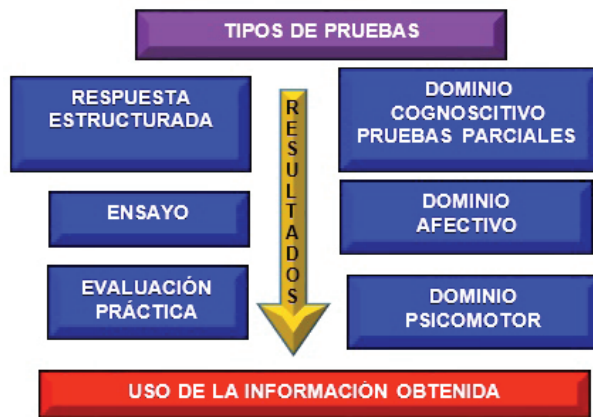 TIPOS DE PRUEBAS
RESPUESTA
ESTRUCTURADA
ENSAYO
EVALUACIÓN
PRÁCTICA
RESULTADOS
DOMINIO
COGNOSCITIVO
PRUEBAS PARCIALES
DOMINIO
AFECTIVO
DOMINIO
PSICOMOTOR
USO DE LA INFORMACIÓN OBTENIDA